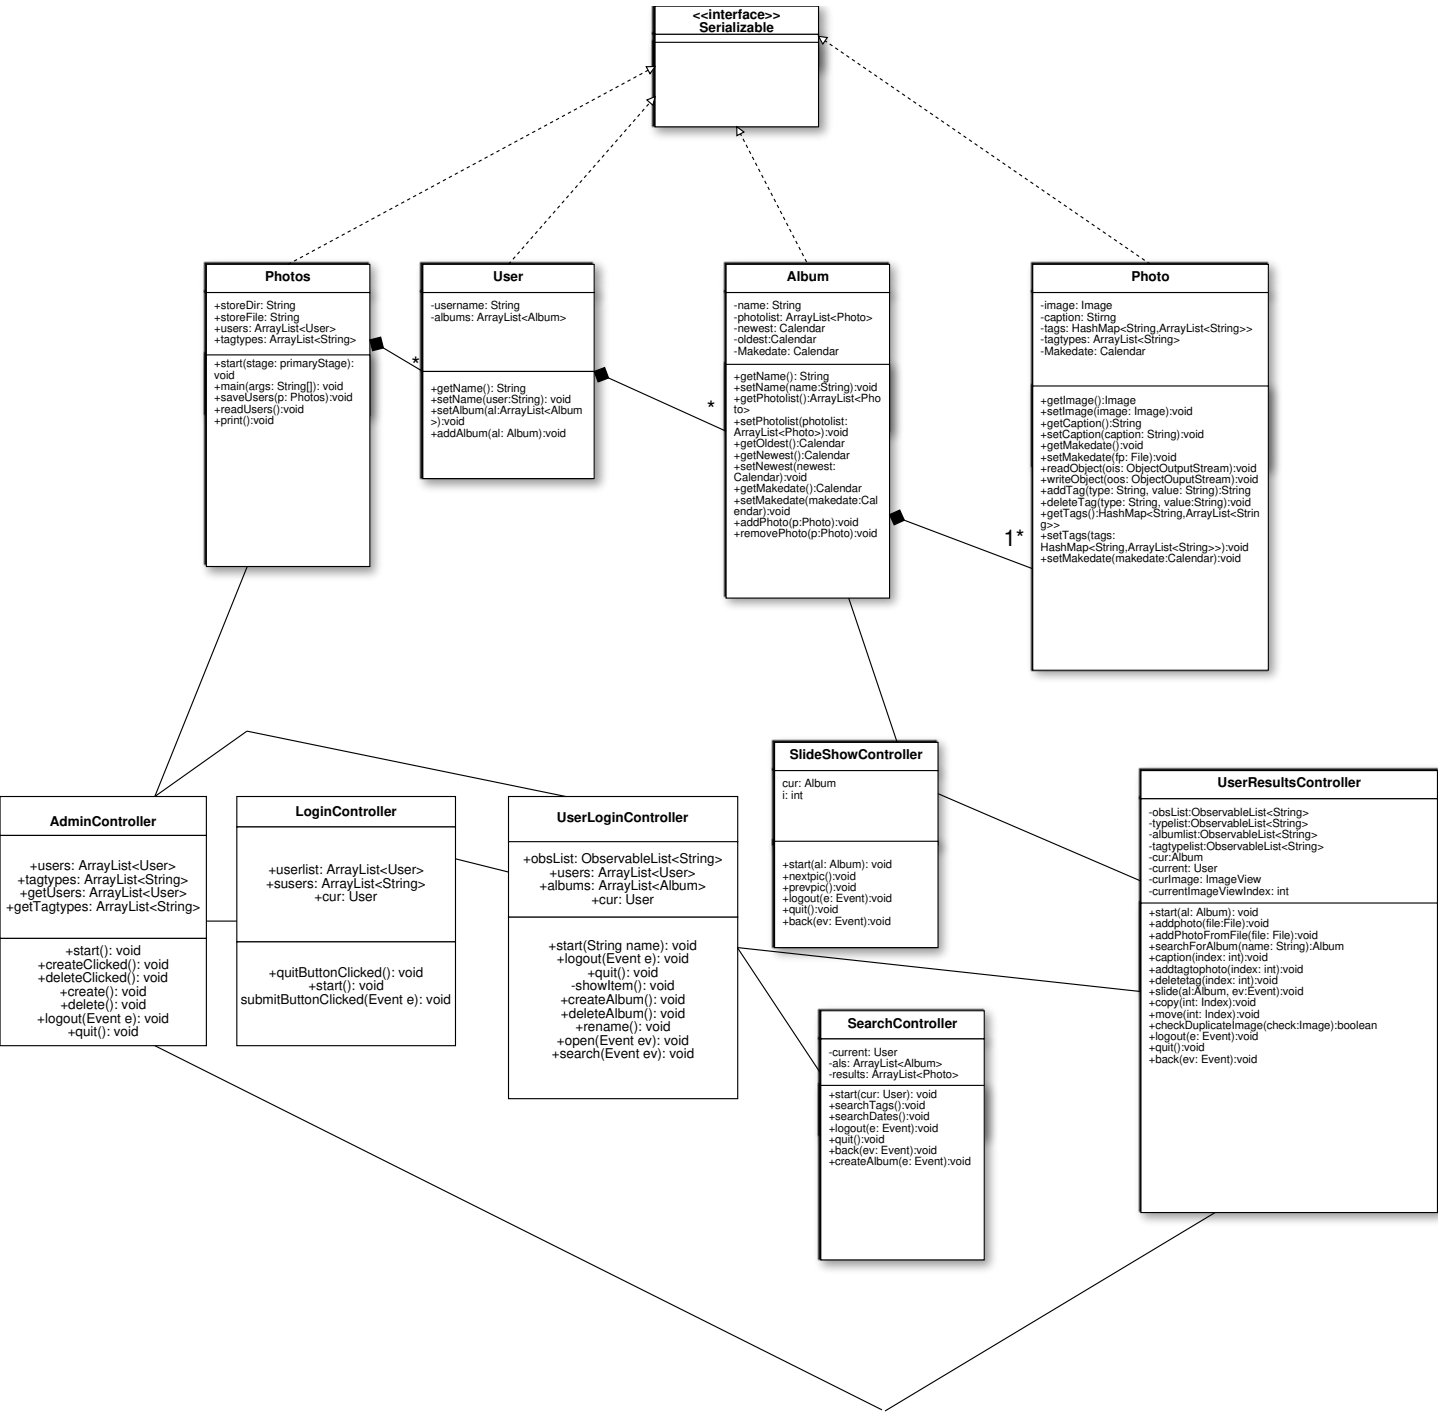 <<interface>>
Serializable
Photos
+storeDir: String
+storeFile: String
+users: ArrayList<User>
+tagtypes: ArrayList<String>
+start(stage: primaryStage):
void
+main(args: String[]): void
+saveUsers(p: Photos):void
+readUsers():void
+print():void
*
User
-username: String
-albums: ArrayList<Album>
+getName(): String
+setName(user:String): void
+setAlbum(al:ArrayList<Album
>):void
+addAlbum(al: Album):void
*
Album
-name: String
-photolist: ArrayList<Photo>
-newest: Calendar
-oldest:Calendar
-Makedate: Calendar
+getName(): String
+setName(name:String):void
+getPhotolist():ArrayList<Pho
to>
+setPhotolist(photolist:
ArrayList<Photo>):void
+getOldest():Calendar
+getNewest():Calendar
+setNewest(newest:
Calendar):void
+getMakedate():Calendar
+setMakedate(makedate:Cal
endar):void
+addPhoto(p:Photo):void
+removePhoto(p:Photo):void
1*
Photo
-image: Image
-caption: Stirng
-tags: HashMap<String,ArrayList<String>>
-tagtypes: ArrayList<String>
-Makedate: Calendar
+getImage():Image
+setImage(image: Image):void
+getCaption():String
+setCaption(caption: String):void
+getMakedate():void
+setMakedate(fp: File):void
+readObject(ois: ObjectOutputStream):void
+writeObject(oos: ObjectOuputStream):void
+addTag(type: String, value: String):String
+deleteTag(type: String, value:String):void
+getTags():HashMap<String,ArrayList<Strin
g>>
+setTags(tags:
HashMap<String,ArrayList<String>>):void
+setMakedate(makedate:Calendar):void
AdminController
+users: ArrayList<User>
+tagtypes: ArrayList<String>
+getUsers: ArrayList<User>
+getTagtypes: ArrayList<String>
+start(): void
+createClicked(): void
+deleteClicked(): void
+create(): void
+delete(): void
+logout(Event e): void
+quit(): void
LoginController
+userlist: ArrayList<User>
+susers: ArrayList<String>
+cur: User
+quitButtonClicked(): void
+start(): void
submitButtonClicked(Event e): void
UserLoginController
+obsList: ObservableList<String>
+users: ArrayList<User>
+albums: ArrayList<Album>
+cur: User
+start(String name): void
+logout(Event e): void
+quit(): void
-showItem(): void
+createAlbum(): void
+deleteAlbum(): void
+rename(): void
+open(Event ev): void
+search(Event ev): void
SlideShowController
cur: Album
i: int
+start(al: Album): void
+nextpic():void
+prevpic():void
+logout(e: Event):void
+quit():void
+back(ev: Event):void
SearchController
-current: User
-als: ArrayList<Album>
-results: ArrayList<Photo>
+start(cur: User): void
+searchTags():void
+searchDates():void
+logout(e: Event):void
+quit():void
+back(ev: Event):void
+createAlbum(e: Event):void
UserResultsController
-obsList:ObservableList<String>
-typelist:ObservableList<String>
-albumlist:ObservableList<String>
-tagtypelist:ObservableList<String>
-cur:Album
-current: User
-curImage: ImageView
-currentImageViewIndex: int
+start(al: Album): void
+addphoto(file:File):void
+addPhotoFromFile(file: File):void
+searchForAlbum(name: String):Album
+caption(index: int):void
+addtagtophoto(index: int):void
+deletetag(index: int):void
+slide(al:Album, ev:Event):void
+copy(int: Index):void
+move(int: Index):void
+checkDuplicateImage(check:Image):boolean
+logout(e: Event):void
+quit():void
+back(ev: Event):void